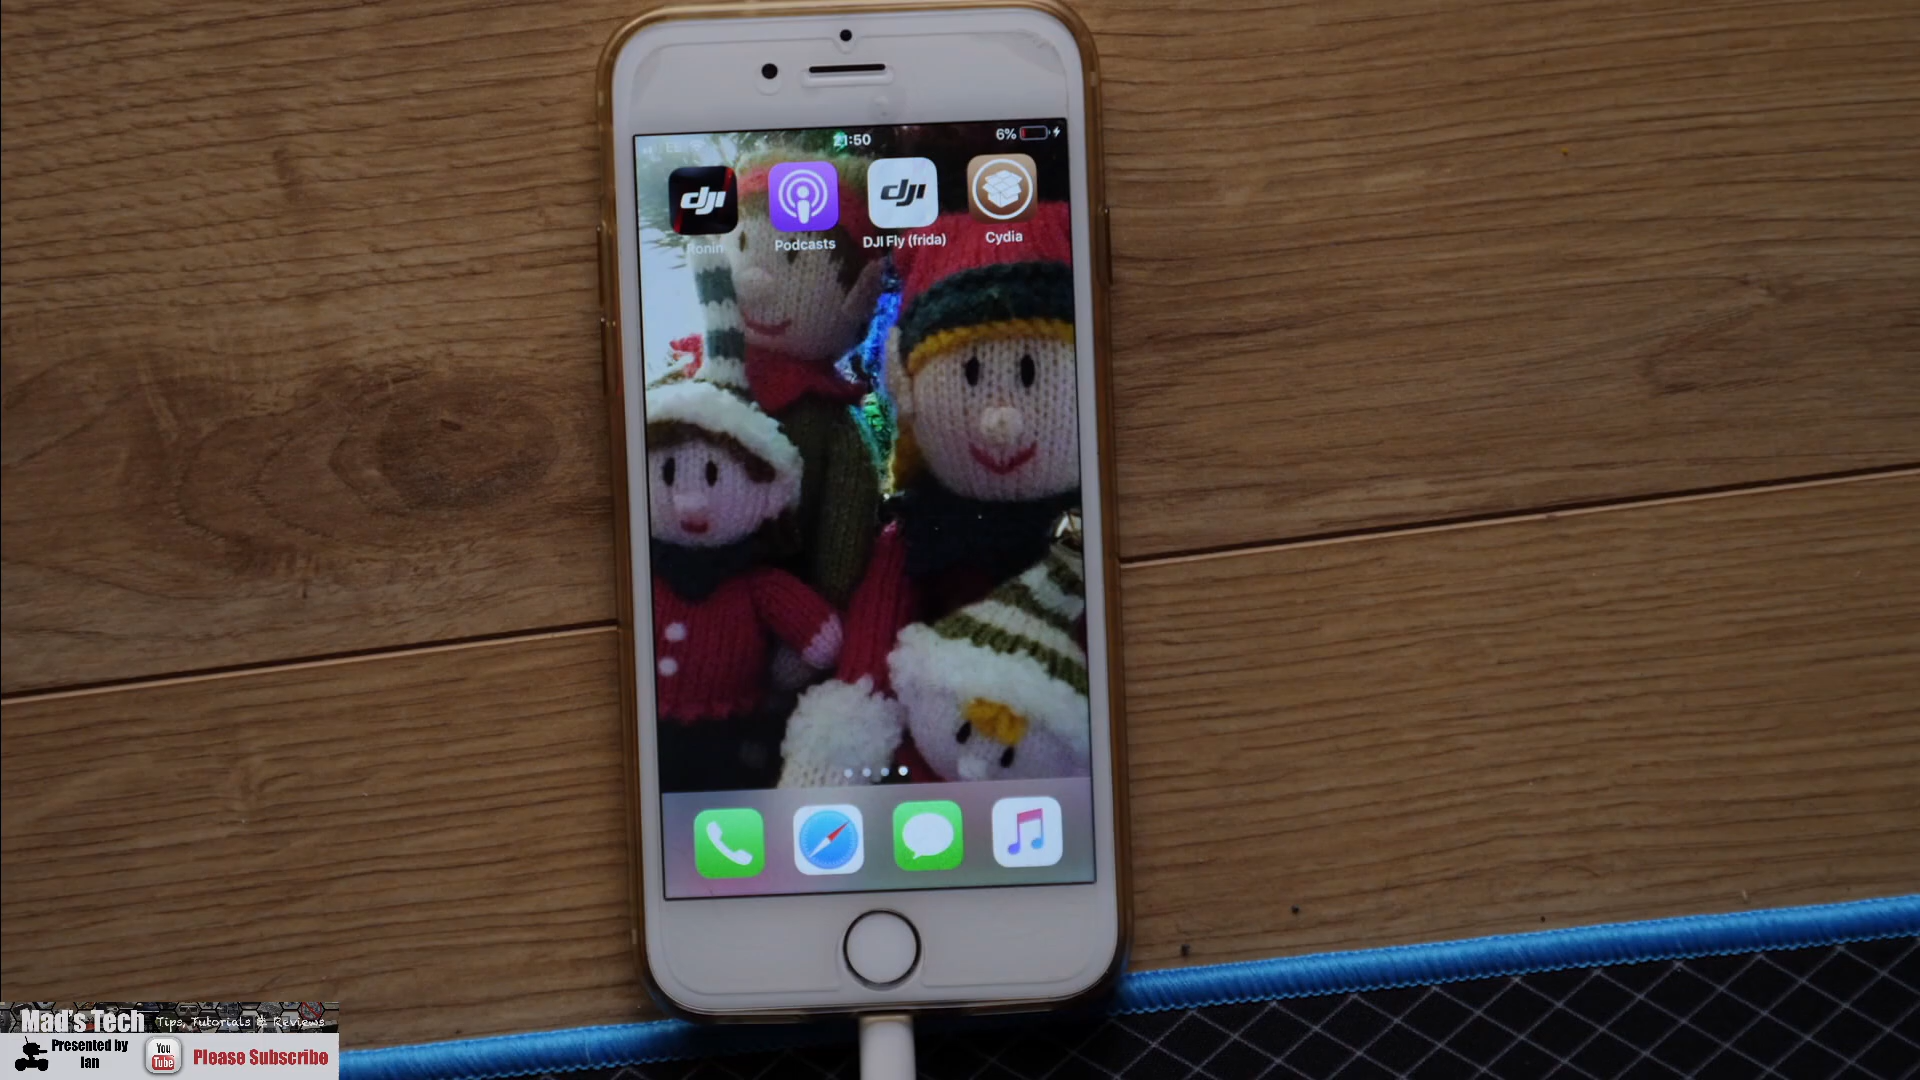 21:50
6%
dji
dji
Ronin
Podcasts
DJI Fly (frida)
Cydia
Mad's Tech
Tips, Tutorials & Reviews
Presented by
Ian
You
Tube
Please Subscribe